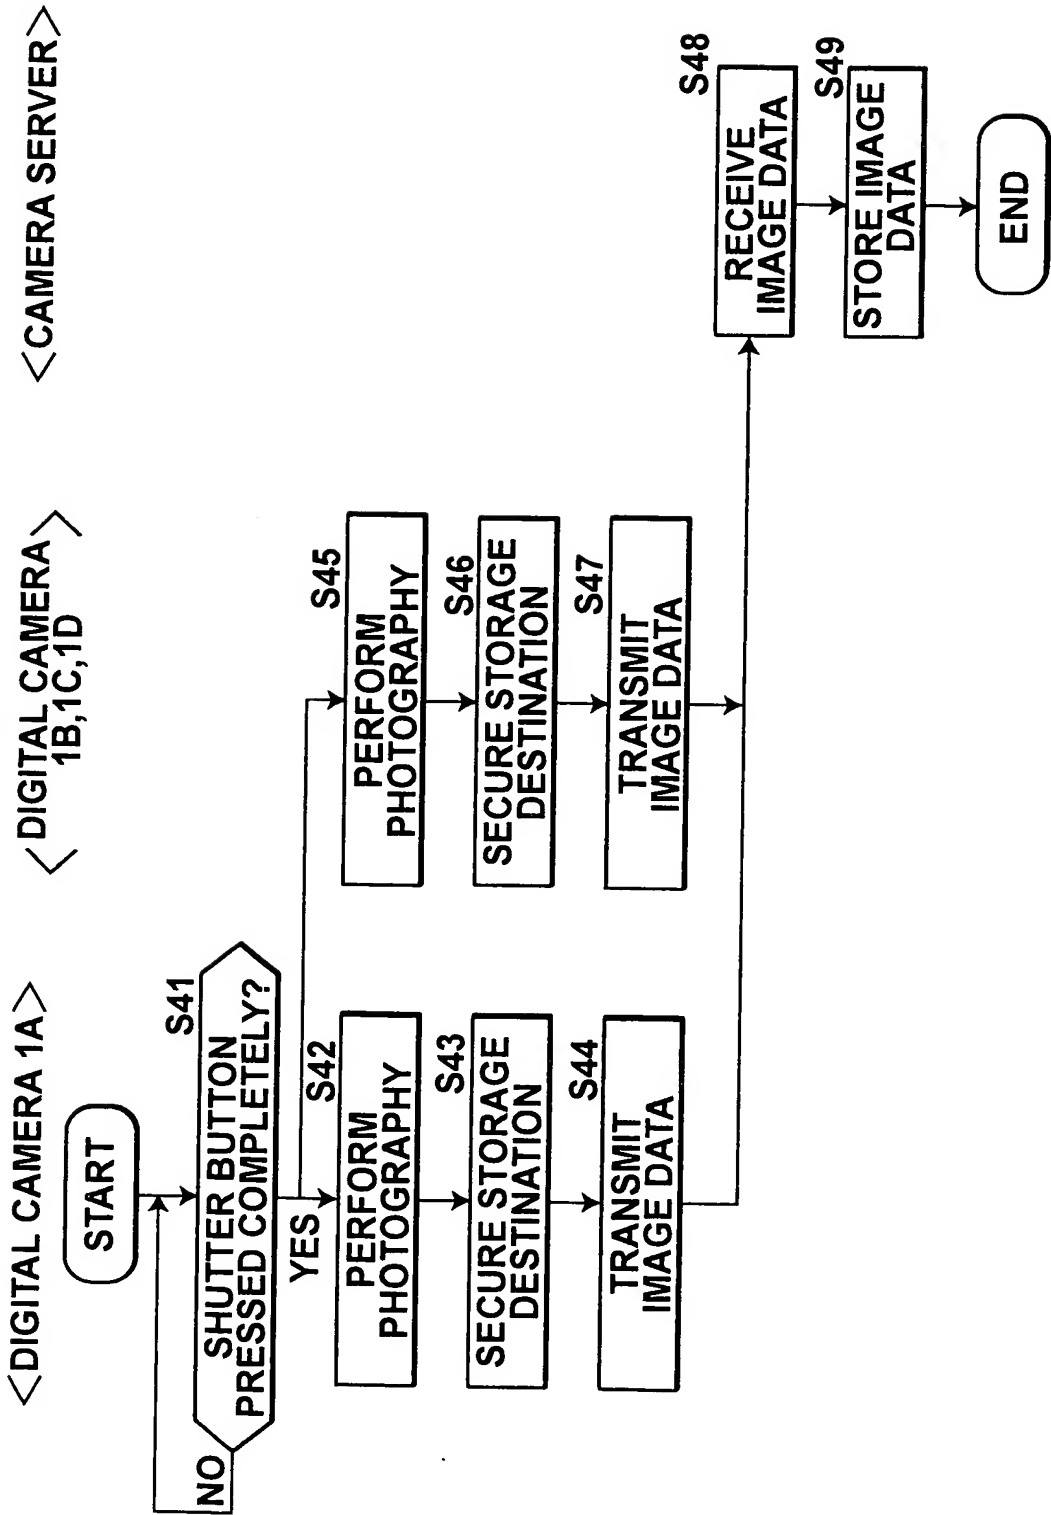 <DIGITAL CAMERA 1A>
START
S41
SHUTTER BUTTON
PRESSED COMPLETELY?
NO
YES
S42
PERFORM
PHOTOGRAPHY
S43
SECURE STORAGE
DESTINATION
S44
TRANSMIT
IMAGE DATA
<DIGITAL CAMERA
1B,1C,1D>
S45
PERFORM
PHOTOGRAPHY
S46
SECURE STORAGE
DESTINATION
S47
TRANSMIT
IMAGE DATA
<CAMERA SERVER>
S48
RECEIVE
IMAGE DATA
S49
STORE IMAGE
DATA
END